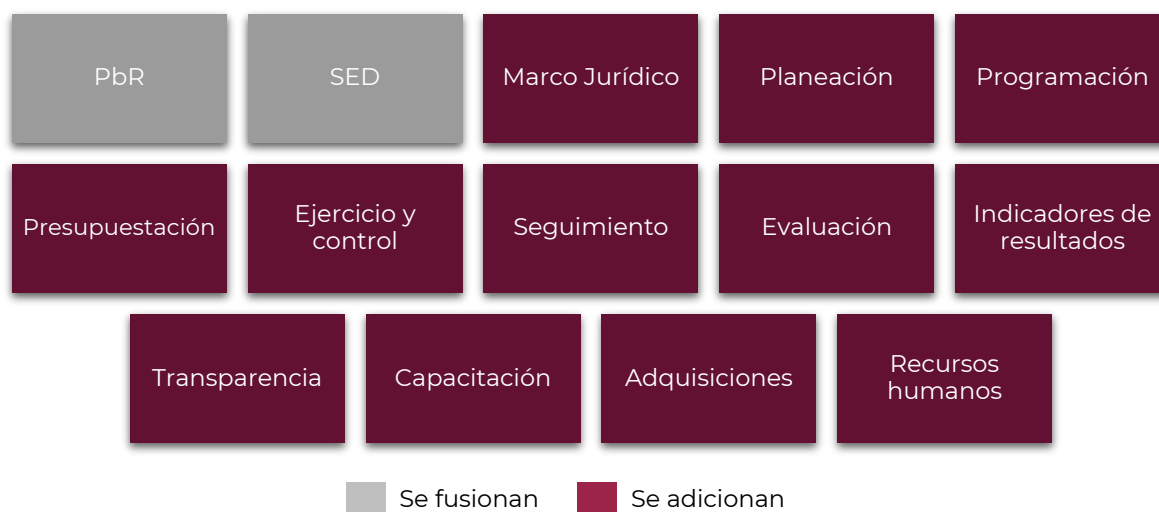 PbR
SED
Marco Jurídico
Planeación
Programación
Presupuestación
Ejercicio y
control
Seguimiento
Evaluación
Indicadores de
resultados
Transparencia
Capacitación
Adquisiciones
Recursos
humanos
Se fusionan
Se adicionan